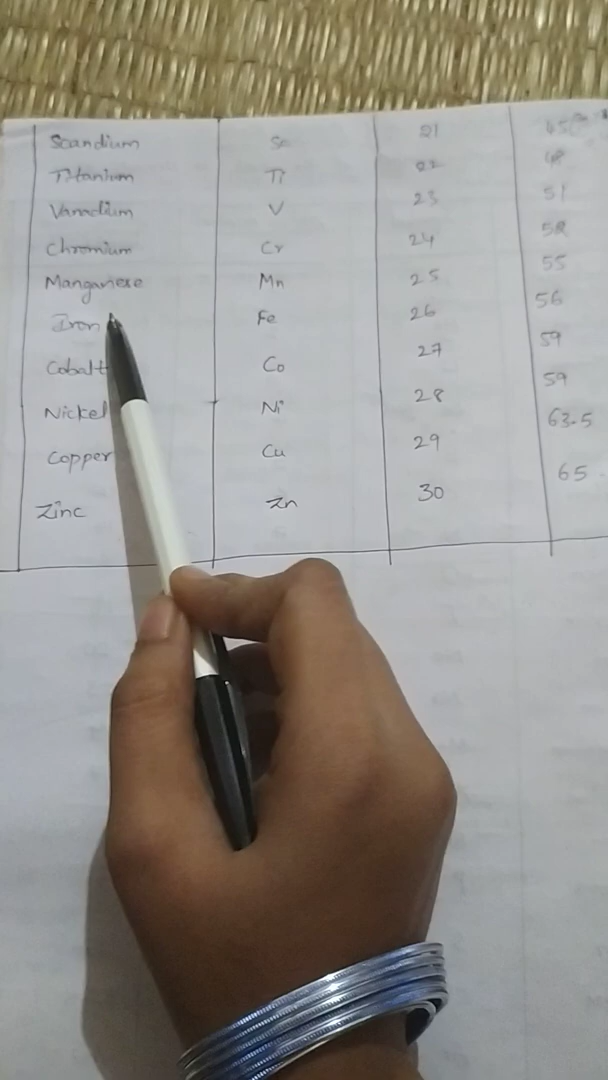 Scandium Sc 21 45
Titanium Ti 22 48
Vanadium V 23 51
Chromium Cr 24 52
Manganese Mn 25 55
Iron Fe 26 56
Cobalt Co 27 59
Nickel Ni 28 59
Copper Cu 29 63.5
Zinc Zn 30 65